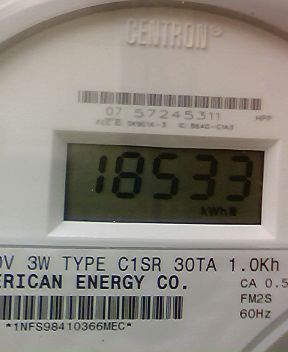 CENTRON®
07 57245311
HPP
18533
kWh
0V 3W TYPE C1SR 30TA 1.0Kh
ERICAN ENERGY CO.
CA 0.5
FM2S
60Hz
*1NFS98410366MEC*